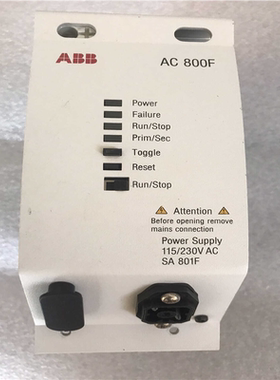 ABB AC 800F
Power
Failure
Run/Stop
Prim/Sec
Toggle
Reset
Run/Stop
Attention
Before opening remove
mains connection
Power Supply
115/230V AC
SA 801F